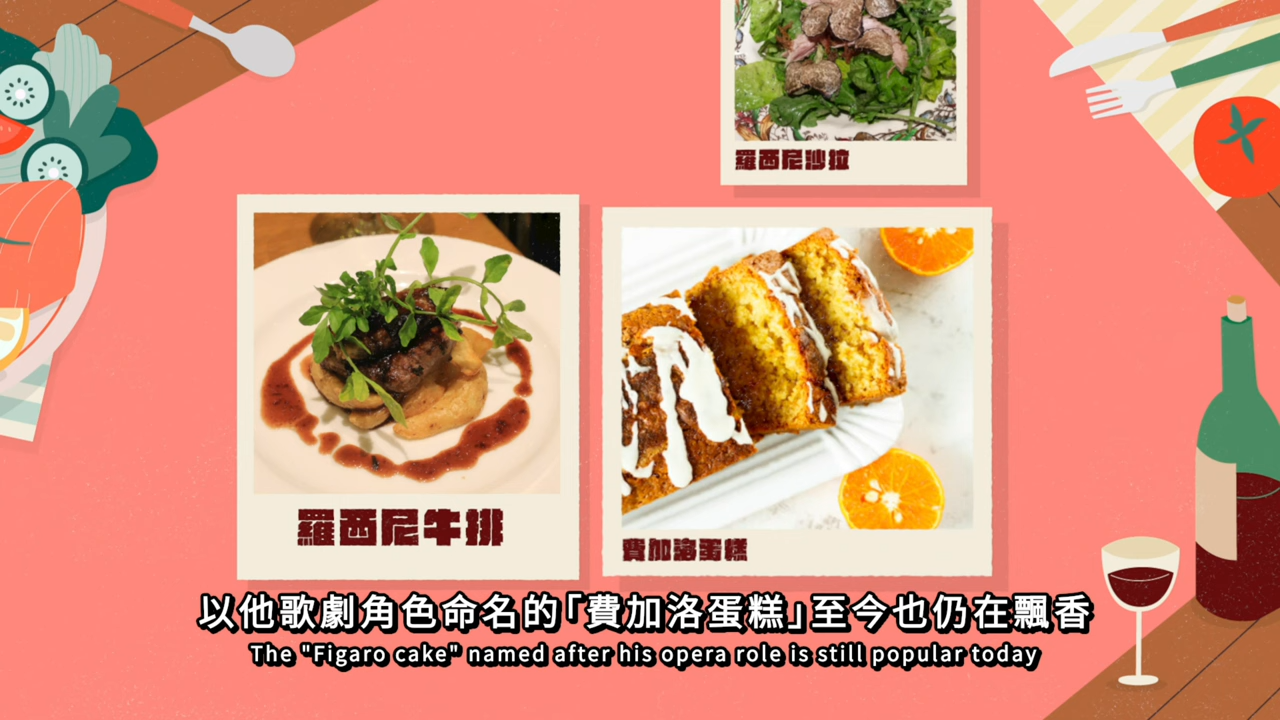 羅西尼沙拉
羅西尼牛排
費加洛蛋糕
以他歌劇角色命名的「費加洛蛋糕」至今也仍在飄香
The "Figaro cake" named after his opera role is still popular today